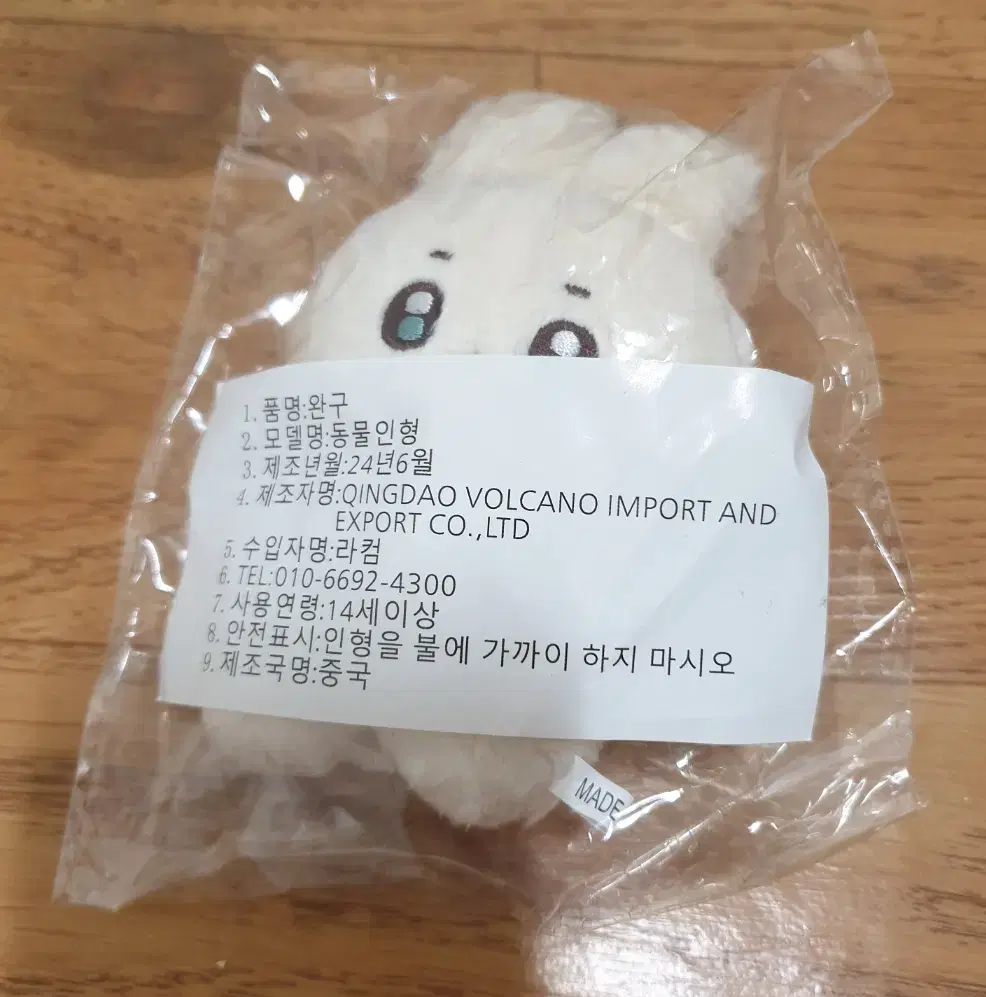 1. 품명:완구
2. 모델명:동물인형
3. 제조년월:24년6월
4. 제조자명:QINGDAO VOLCANO IMPORT AND
EXPORT CO.,LTD
5. 수입자명:라컴
6. TEL:010-6692-4300
7. 사용연령:14세이상
8. 안전표시:인형을 불에 가까이 하지 마시오
9. 제조국명:중국
MADE